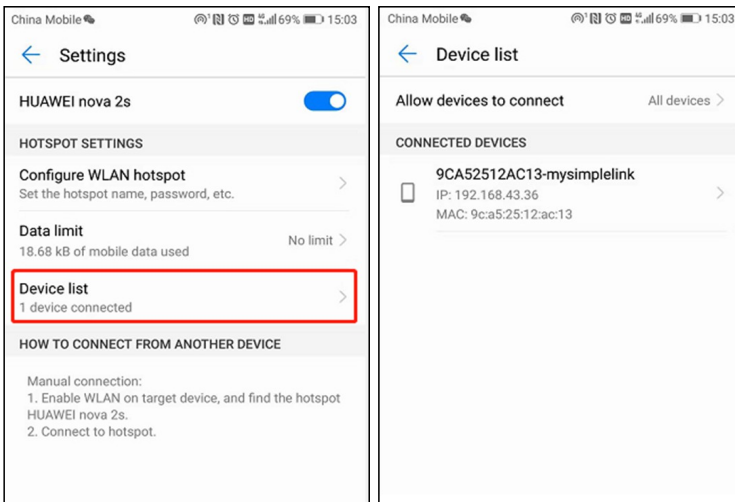 China Mobile 69% 15:03
Settings
HUAWEI nova 2s
HOTSPOT SETTINGS
Configure WLAN hotspot
Set the hotspot name, password, etc.
Data limit
18.68 kB of mobile data used
No limit
Device list
1 device connected
HOW TO CONNECT FROM ANOTHER DEVICE
Manual connection:
1. Enable WLAN on target device, and find the hotspot
HUAWEI nova 2s.
2. Connect to hotspot.
China Mobile 69% 15:03
Device list
Allow devices to connect All devices
CONNECTED DEVICES
9CA52512AC13-mysimplelink
IP: 192.168.43.36
MAC: 9c:a5:25:12:ac:13